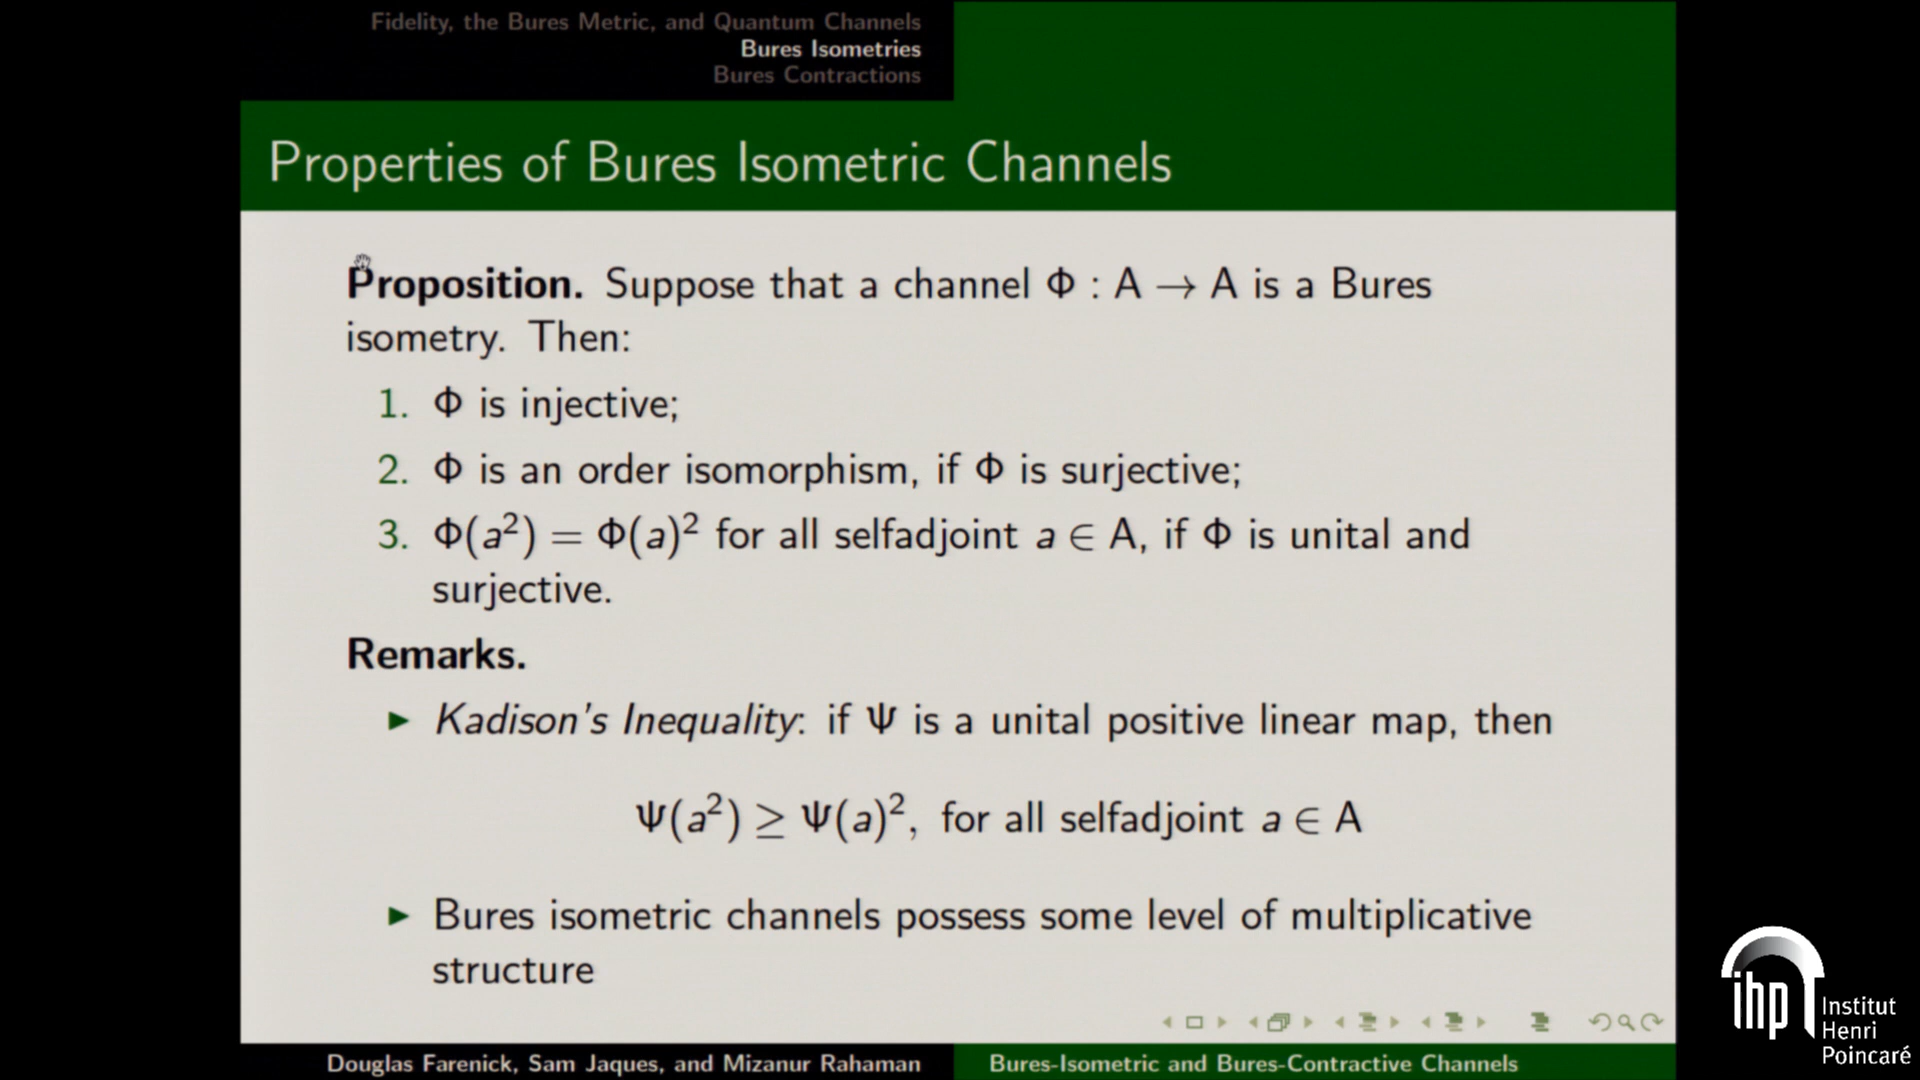 Fidelity, the Bures Metric, and Quantum Channels
Bures Isometries
Bures Contractions
Properties of Bures Isometric Channels
Proposition. Suppose that a channel Φ : A → A is a Bures
isometry. Then:
1. Φ is injective;
2. Φ is an order isomorphism, if Φ is surjective;
3. Φ(a²) = Φ(a)² for all selfadjoint a ∈ A, if Φ is unital and
surjective.
Remarks.
▶ Kadison's Inequality: if Ψ is a unital positive linear map, then
Ψ(a²) ≥ Ψ(a)², for all selfadjoint a ∈ A
▶ Bures isometric channels possess some level of multiplicative
structure
Douglas Farenick, Sam Jaques, and Mizanur Rahaman
Bures-Isometric and Bures-Contractive Channels
ihp
Institut
Henri
Poincaré